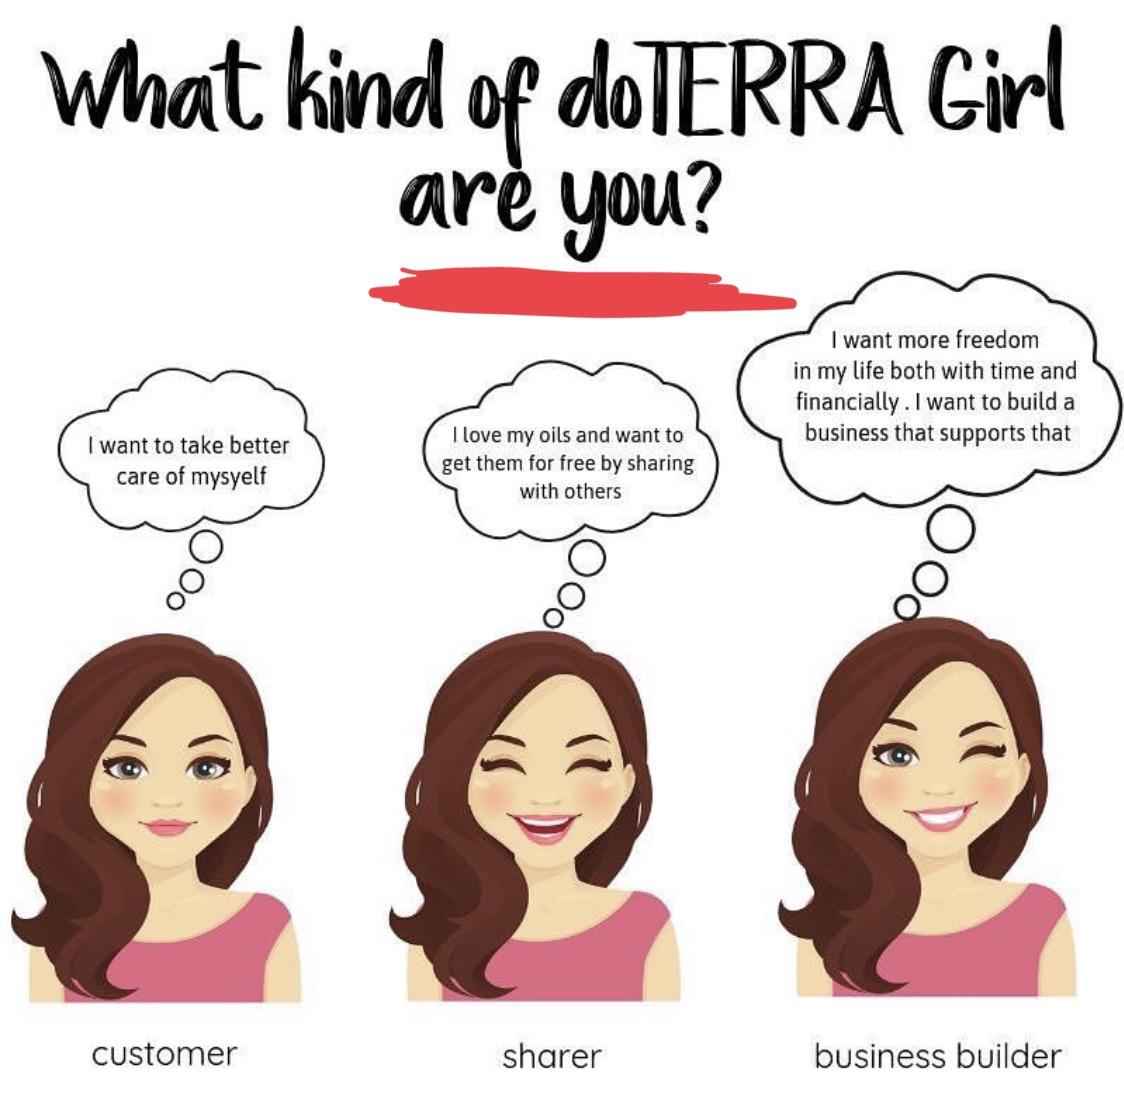 What kind of doTERRA Girl
are you?
I want to take better
care of mysyelf
I love my oils and want to
get them for free by sharing
with others
I want more freedom
in my life both with time and
financially . I want to build a
business that supports that
customer
sharer
business builder